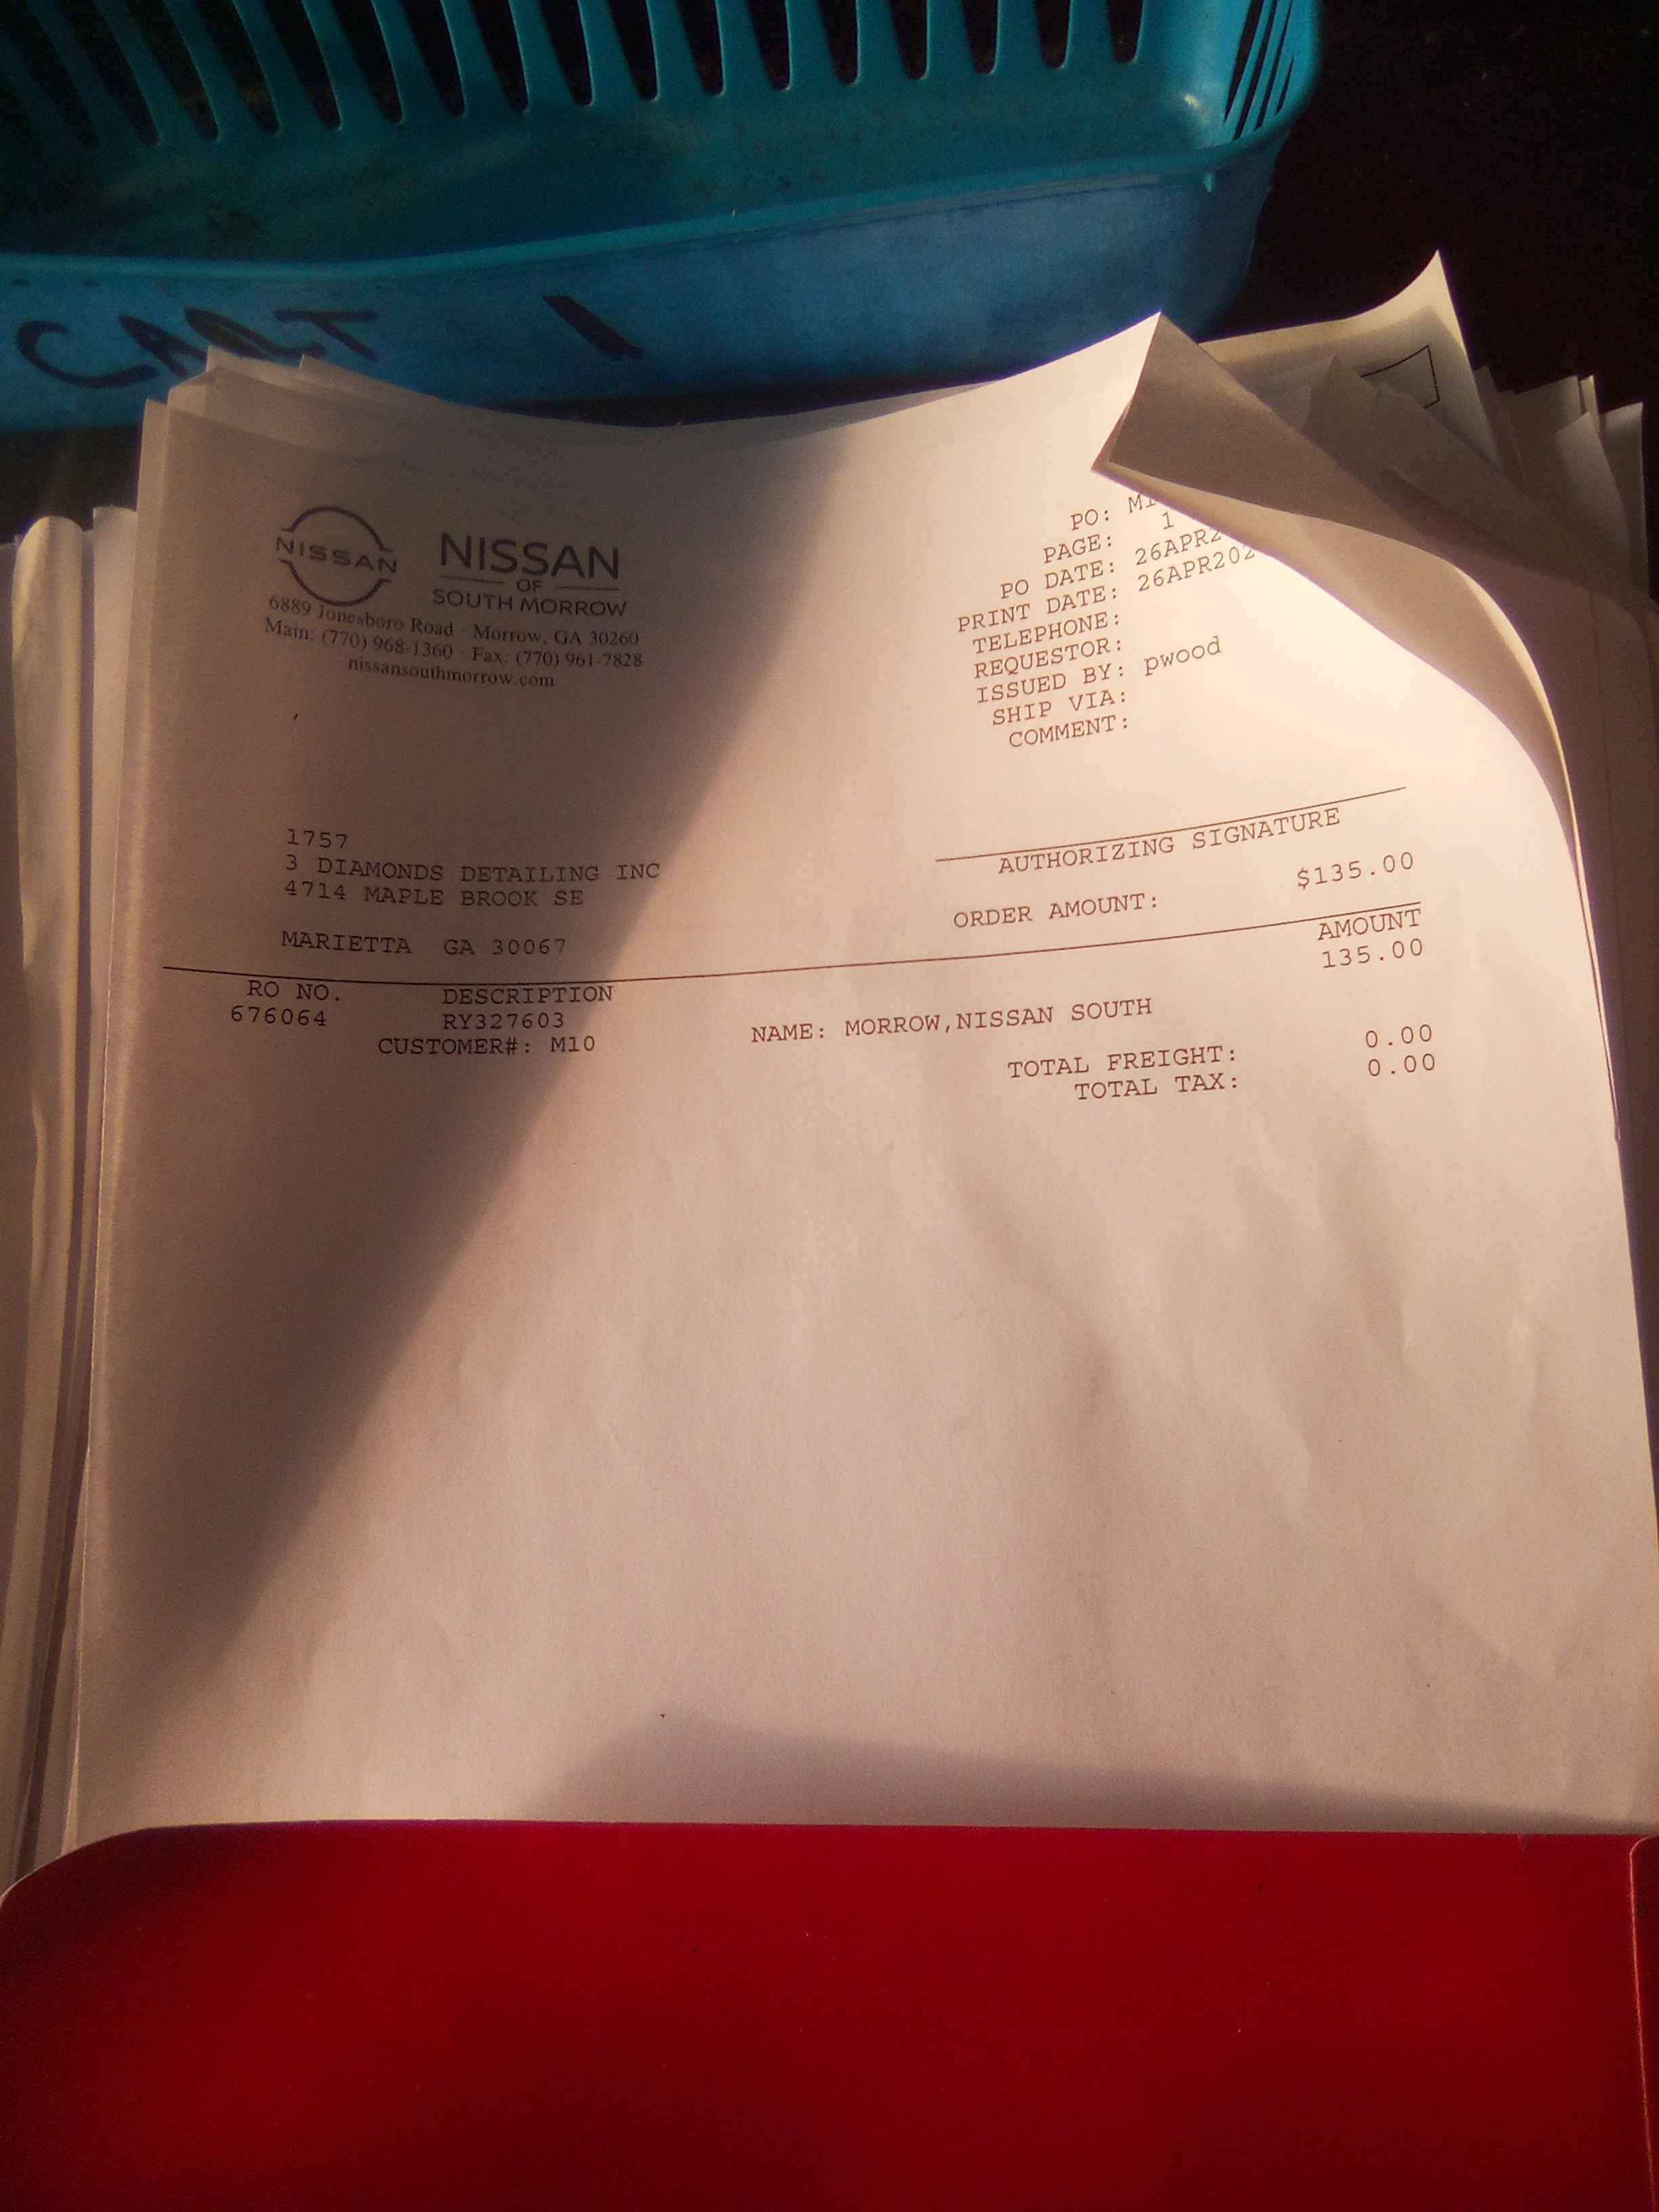 CART 1
NISSAN
NISSAN
OF
SOUTH MORROW
6889 Jonesboro Road · Morrow, GA 30260
Main: (770) 968-1360 · Fax: (770) 961-7828
nissansouthmorrow.com
PO:
PAGE: 1
PO DATE: 26APR2
PRINT DATE: 26APR202
TELEPHONE:
REQUESTOR:
ISSUED BY: pwood
SHIP VIA:
COMMENT:
1757
3 DIAMONDS DETAILING INC
4714 MAPLE BROOK SE
MARIETTA GA 30067
AUTHORIZING SIGNATURE
ORDER AMOUNT: $135.00
RO NO. DESCRIPTION AMOUNT
676064 RY327603 135.00
CUSTOMER#: M10 NAME: MORROW,NISSAN SOUTH
TOTAL FREIGHT: 0.00
TOTAL TAX: 0.00